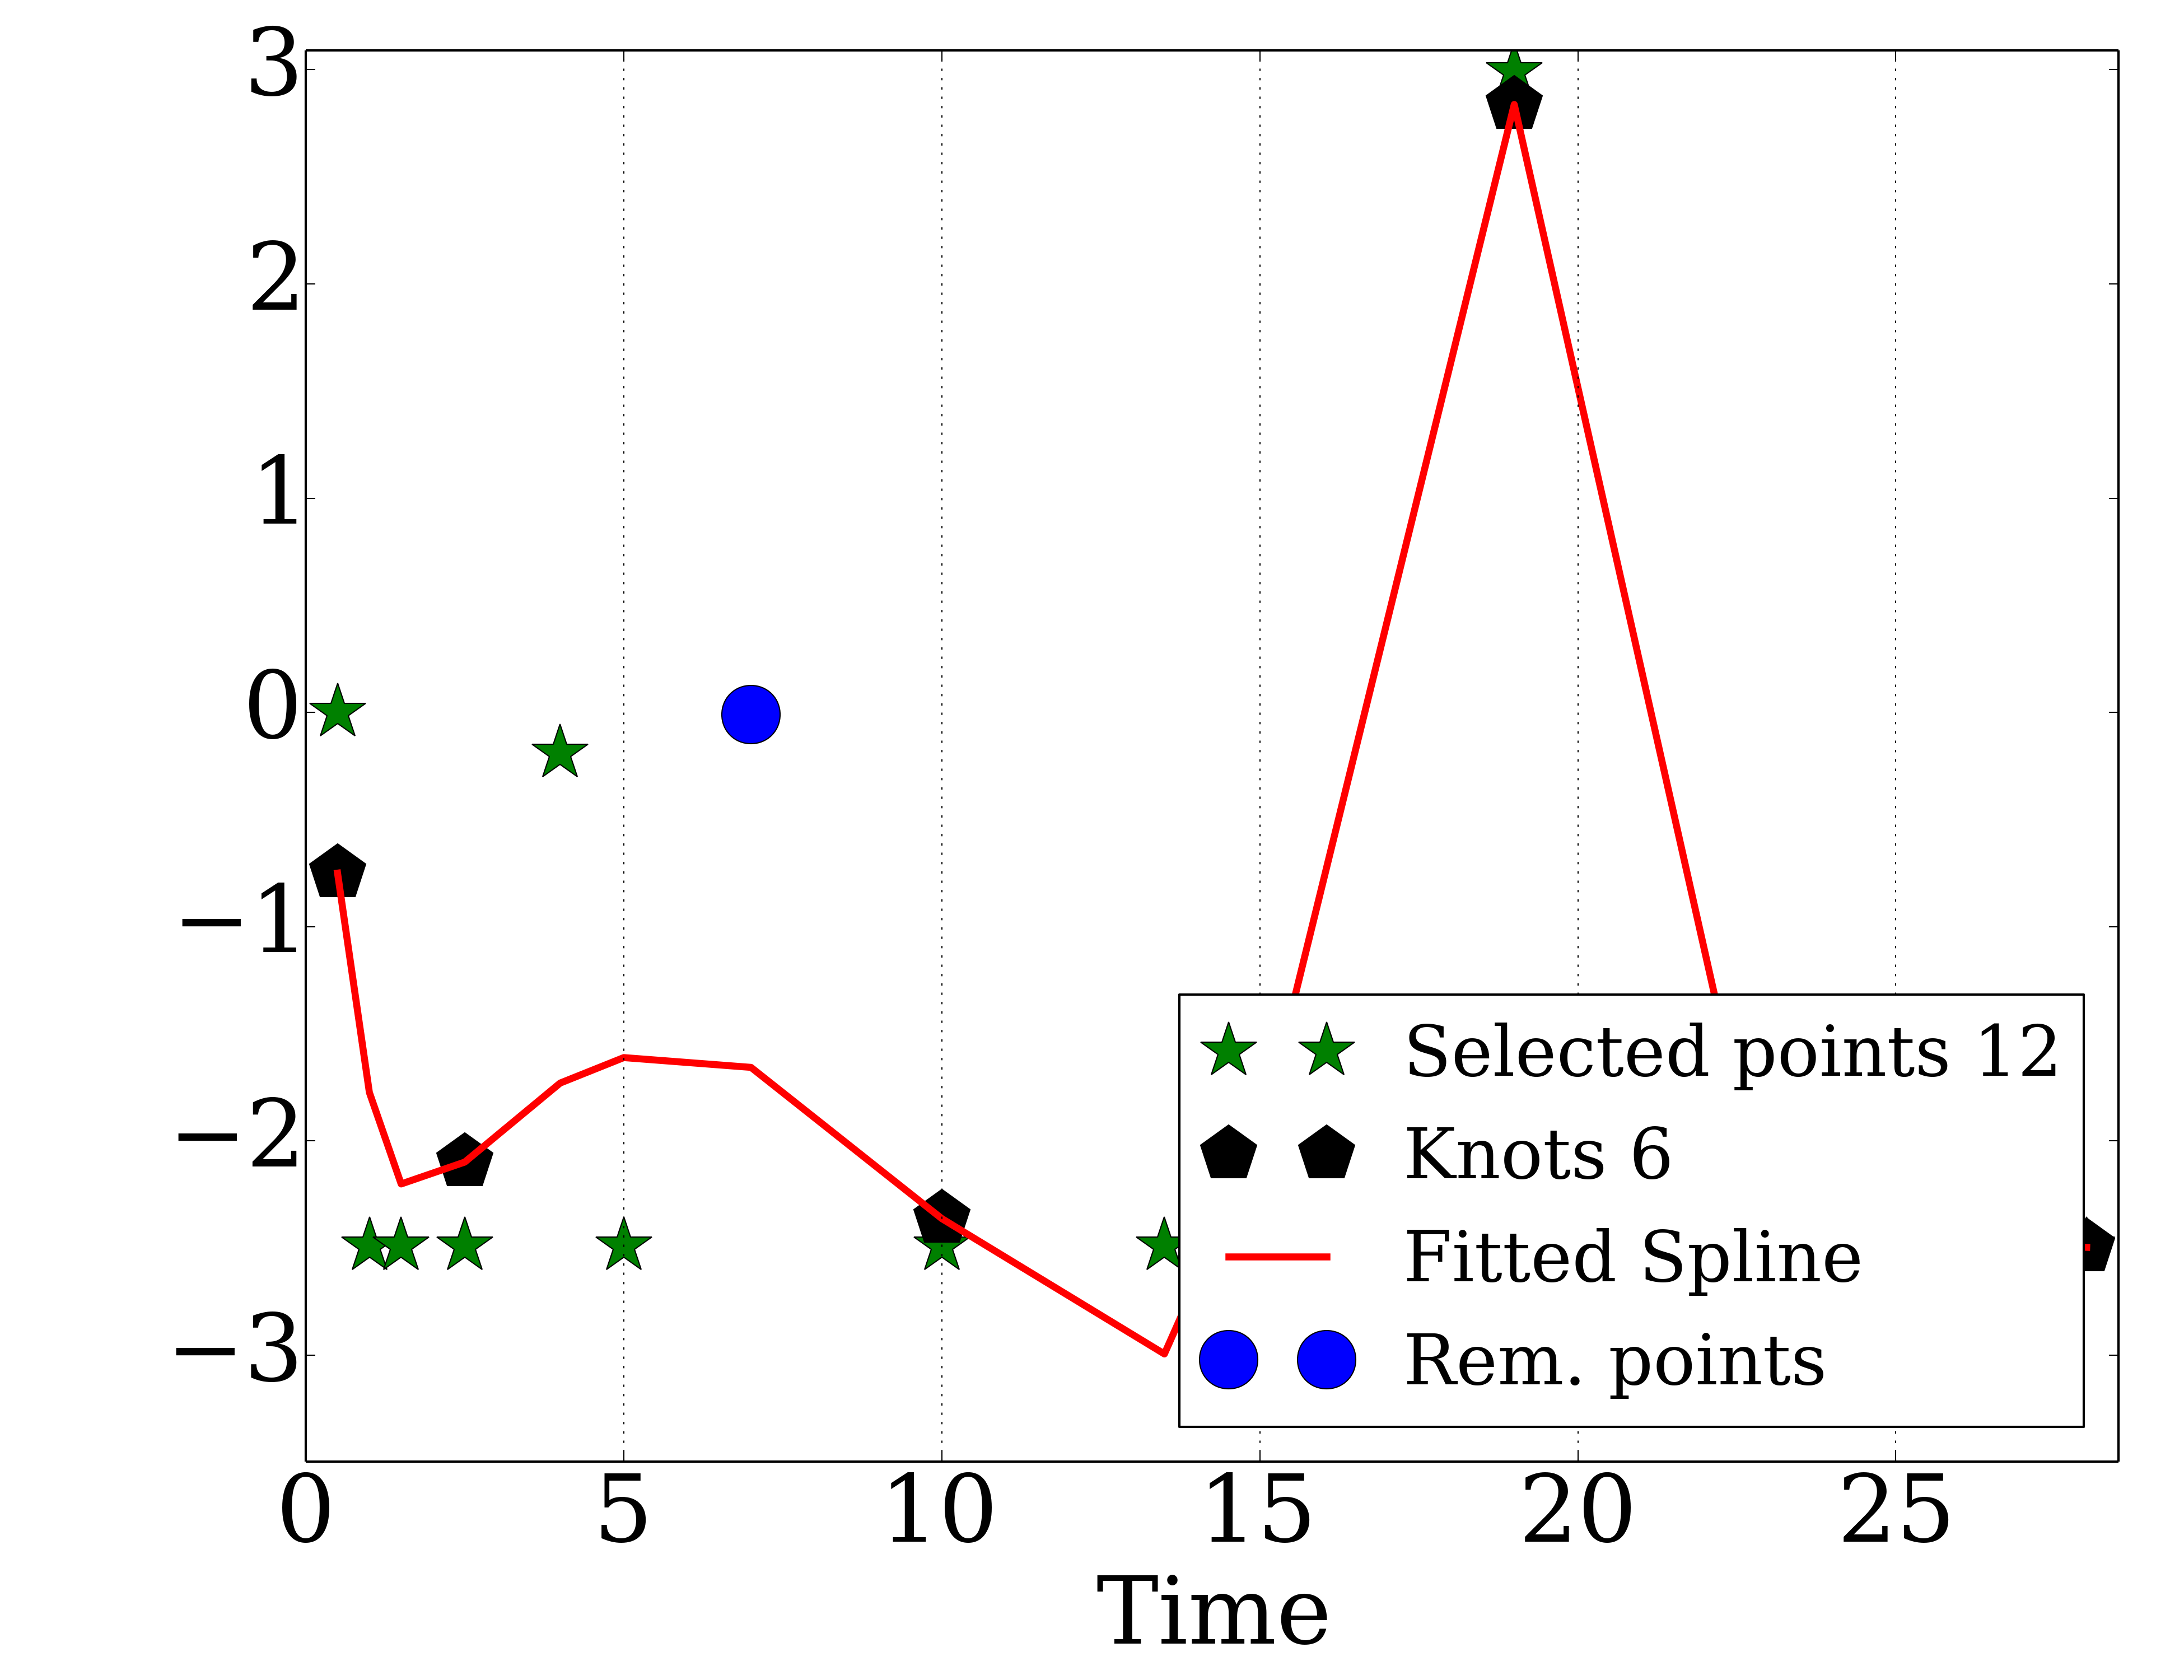 3
2
1
0
−1
−2
−3
Selected points 12
Knots 6
Fitted Spline
Rem. points
0 5 10 15 20 25
Time